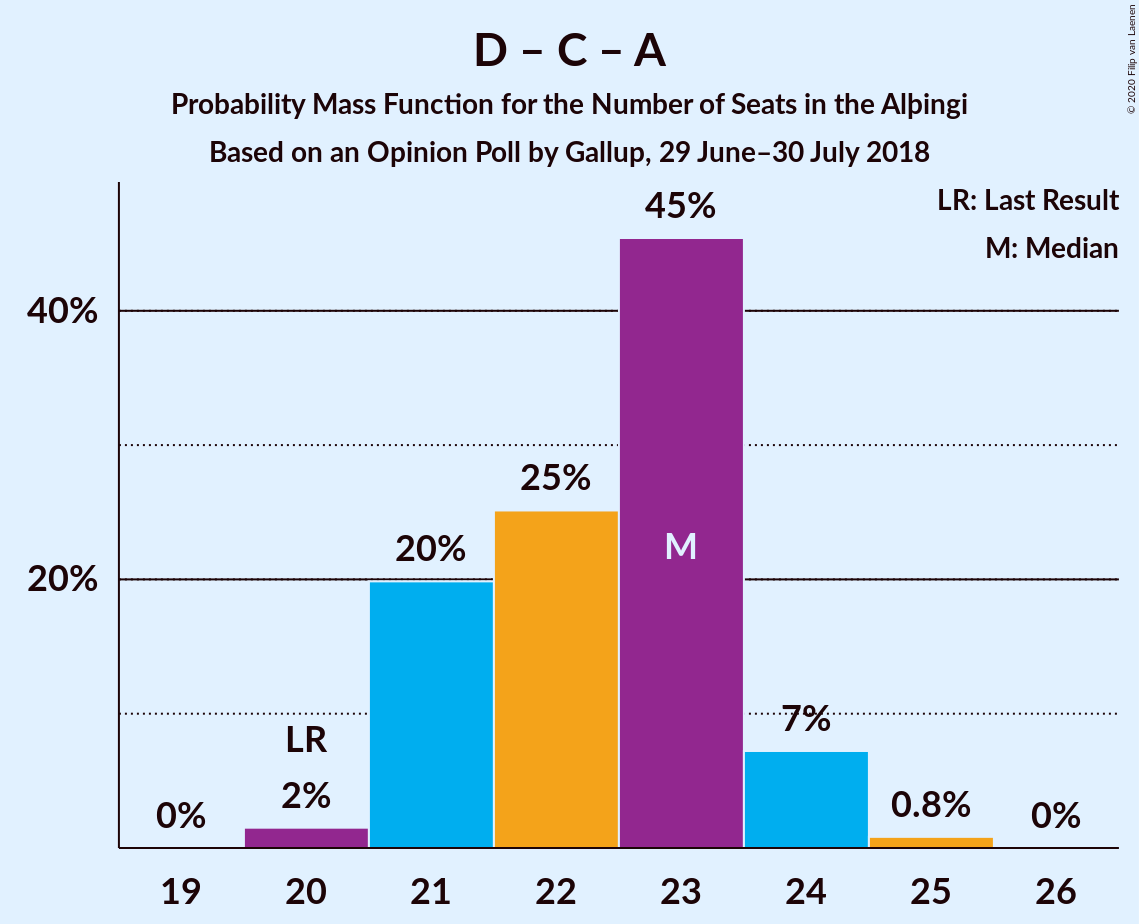 D – C – A
Probability Mass Function for the Number of Seats in the Alþingi
Based on an Opinion Poll by Gallup, 29 June–30 July 2018
© 2020 Filip van Laenen
LR: Last Result
M: Median
45%
40%
25%
M
20%
20%
7%
LR
2%
0%
0.8%
0%
19 20 21 22 23 24 25 26